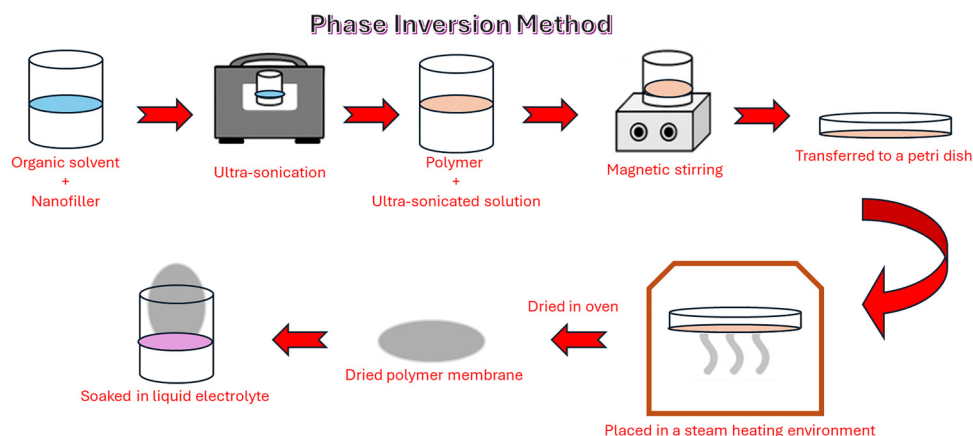 Phase Inversion Method
Organic solvent
+
Nanofiller
Ultra-sonication
Polymer
+
Ultra-sonicated solution
Magnetic stirring
Transferred to a petri dish
Placed in a steam heating environment
Dried in oven
Dried polymer membrane
Soaked in liquid electrolyte